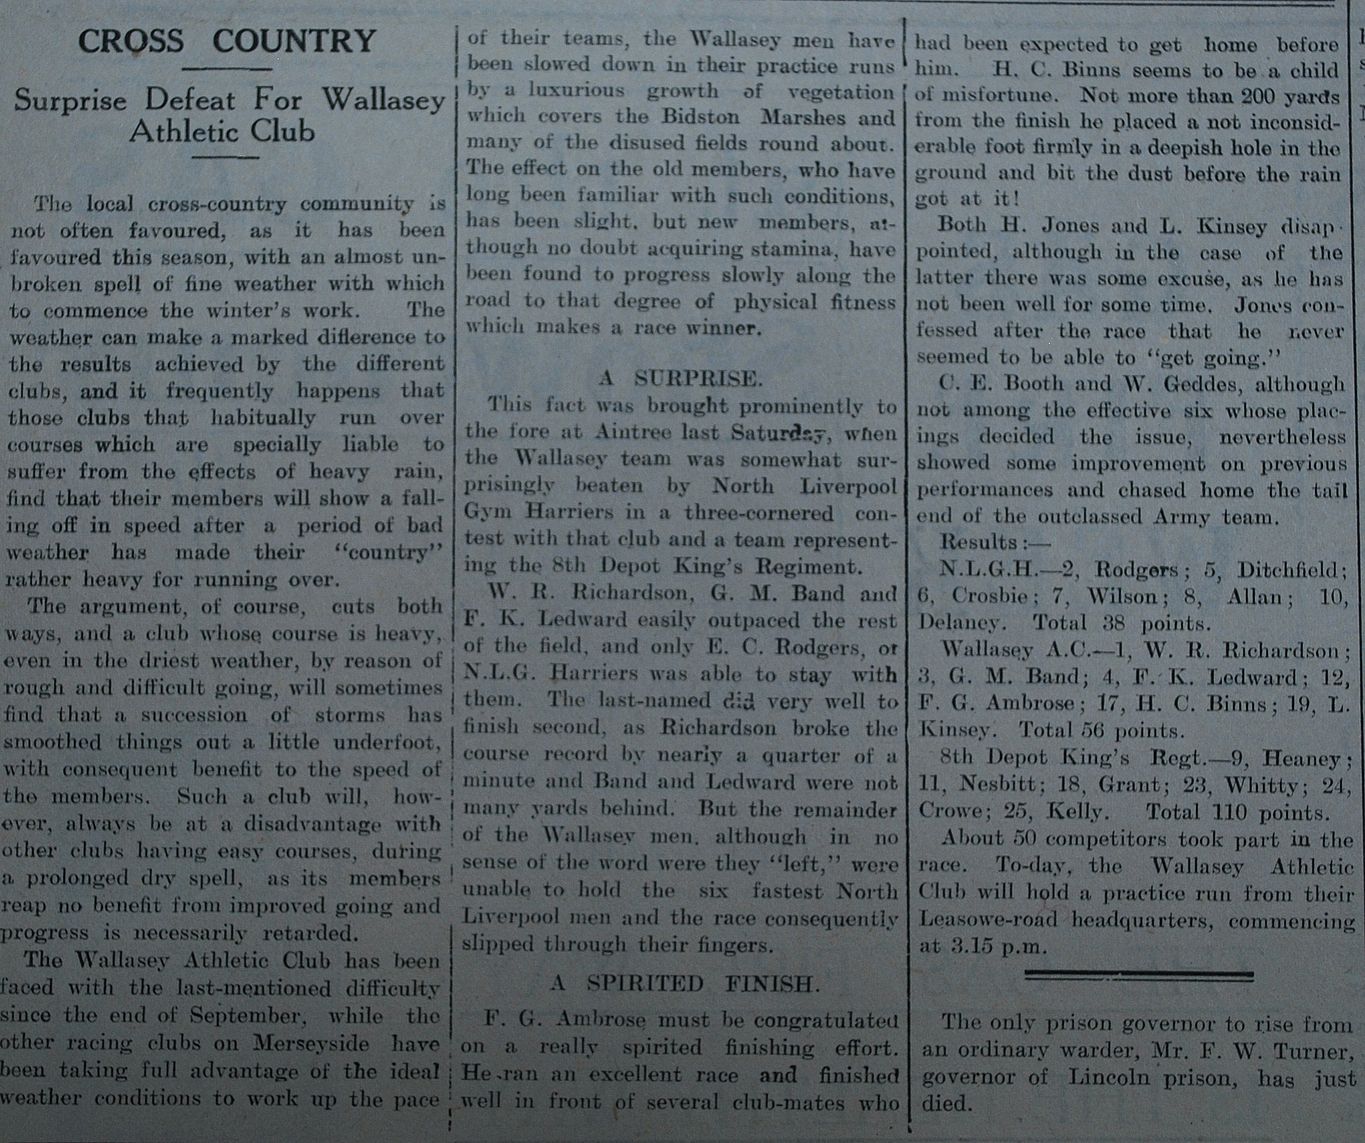 CROSS COUNTRY
Surprise Defeat For Wallasey
Athletic Club
The local cross-country community is
not often favoured, as it has been
favoured this season, with an almost un-
broken spell of fine weather with which
to commence the winter's work. The
weather can make a marked difference to
the results achieved by the different
clubs, and it frequently happens that
those clubs that habitually run over
courses which are specially liable to
suffer from the effects of heavy rain,
find that their members will show a fall-
ing off in speed after a period of bad
weather has made their "country"
rather heavy for running over.
The argument, of course, cuts both
ways, and a club whose course is heavy,
even in the driest weather, by reason of
rough and difficult going, will sometimes
find that a succession of storms has
smoothed things out a little underfoot,
with consequent benefit to the speed of
the members. Such a club will, how-
ever, always be at a disadvantage with
other clubs having easy courses, during
a prolonged dry spell, as its members
reap no benefit from improved going and
progress is necessarily retarded.
The Wallasey Athletic Club has been
faced with the last-mentioned difficulty
since the end of September, while the
other racing clubs on Merseyside have
been taking full advantage of the ideal
weather conditions to work up the pace
of their teams, the Wallasey men have
been slowed down in their practice runs
by a luxurious growth of vegetation
which covers the Bidston Marshes and
many of the disused fields round about.
The effect on the old members, who have
long been familiar with such conditions,
has been slight, but new members, al-
though no doubt acquiring stamina, have
been found to progress slowly along the
road to that degree of physical fitness
which makes a race winner.
A SURPRISE.
This fact was brought prominently to
the fore at Aintree last Saturday, when
the Wallasey team was somewhat sur-
prisingly beaten by North Liverpool
Gym Harriers in a three-cornered con-
test with that club and a team represent-
ing the 8th Depot King's Regiment.
W. R. Richardson, G. M. Band and
F. K. Ledward easily outpaced the rest
of the field, and only E. C. Rodgers, of
N.L.G. Harriers was able to stay with
them. The last-named did very well to
finish second, as Richardson broke the
course record by nearly a quarter of a
minute and Band and Ledward were not
many yards behind. But the remainder
of the Wallasey men, although in no
sense of the word were they "left," were
unable to hold the six fastest North
Liverpool men and the race consequently
slipped through their fingers.
A SPIRITED FINISH.
F. G. Ambrose must be congratulated
on a really spirited finishing effort.
He ran an excellent race and finished
well in front of several club-mates who
had been expected to get home before
him. H. C. Binns seems to be a child
of misfortune. Not more than 200 yards
from the finish he placed a not inconsid-
erable foot firmly in a deepish hole in the
ground and bit the dust before the rain
got at it!
Both H. Jones and L. Kinsey disap-
pointed, although in the case of the
latter there was some excuse, as he has
not been well for some time. Jones con-
fessed after the race that he never
seemed to be able to "get going."
C. E. Booth and W. Geddes, although
not among the effective six whose plac-
ings decided the issue, nevertheless
showed some improvement on previous
performances and chased home the tail
end of the outclassed Army team.
Results:—
N.L.G.H.—2, Rodgers; 5, Ditchfield;
6, Crosbie; 7, Wilson; 8, Allan; 10,
Delaney. Total 38 points.
Wallasey A.C.—1, W. R. Richardson;
3, G. M. Band; 4, F. K. Ledward; 12,
F. G. Ambrose; 17, H. C. Binns; 19, L.
Kinsey. Total 56 points.
8th Depot King's Regt.—9, Heaney;
11, Nesbitt; 18, Grant; 23, Whitty; 24,
Crowe; 25, Kelly. Total 110 points.
About 50 competitors took part in the
race. To-day, the Wallasey Athletic
Club will hold a practice run from their
Leasowe-road headquarters, commencing
at 3.15 p.m.
The only prison governor to rise from
an ordinary warder, Mr. F. W. Turner,
governor of Lincoln prison, has just
died.